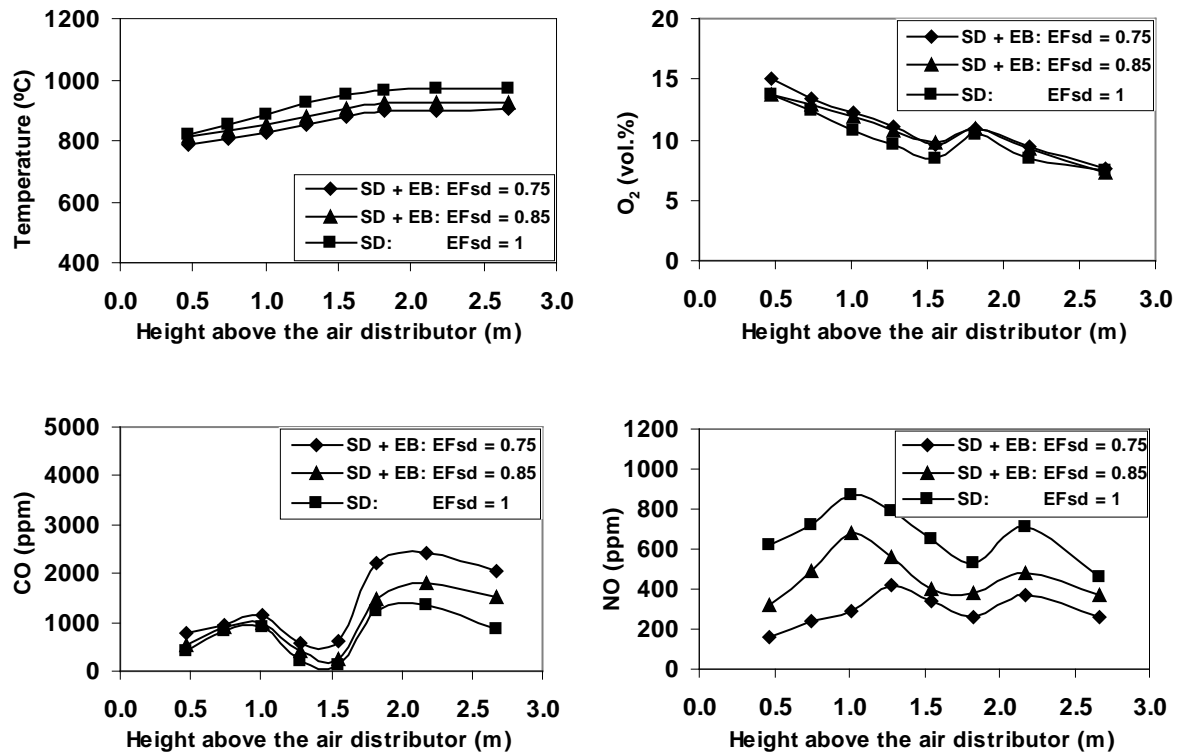 Temperature (ºC)
1200
1000
800
600
400
SD + EB: EFsd = 0.75
SD + EB: EFsd = 0.85
SD: EFsd = 1
0.0 0.5 1.0 1.5 2.0 2.5 3.0
Height above the air distributor (m)
O2 (vol.%)
20
15
10
5
0
SD + EB: EFsd = 0.75
SD + EB: EFsd = 0.85
SD: EFsd = 1
0.0 0.5 1.0 1.5 2.0 2.5 3.0
Height above the air distributor (m)
CO (ppm)
5000
4000
3000
2000
1000
0
SD + EB: EFsd = 0.75
SD + EB: EFsd = 0.85
SD: EFsd = 1
0.0 0.5 1.0 1.5 2.0 2.5 3.0
Height above the air distributor (m)
NO (ppm)
1200
1000
800
600
400
200
0
SD + EB: EFsd = 0.75
SD + EB: EFsd = 0.85
SD: EFsd = 1
0.0 0.5 1.0 1.5 2.0 2.5 3.0
Height above the air distributor (m)